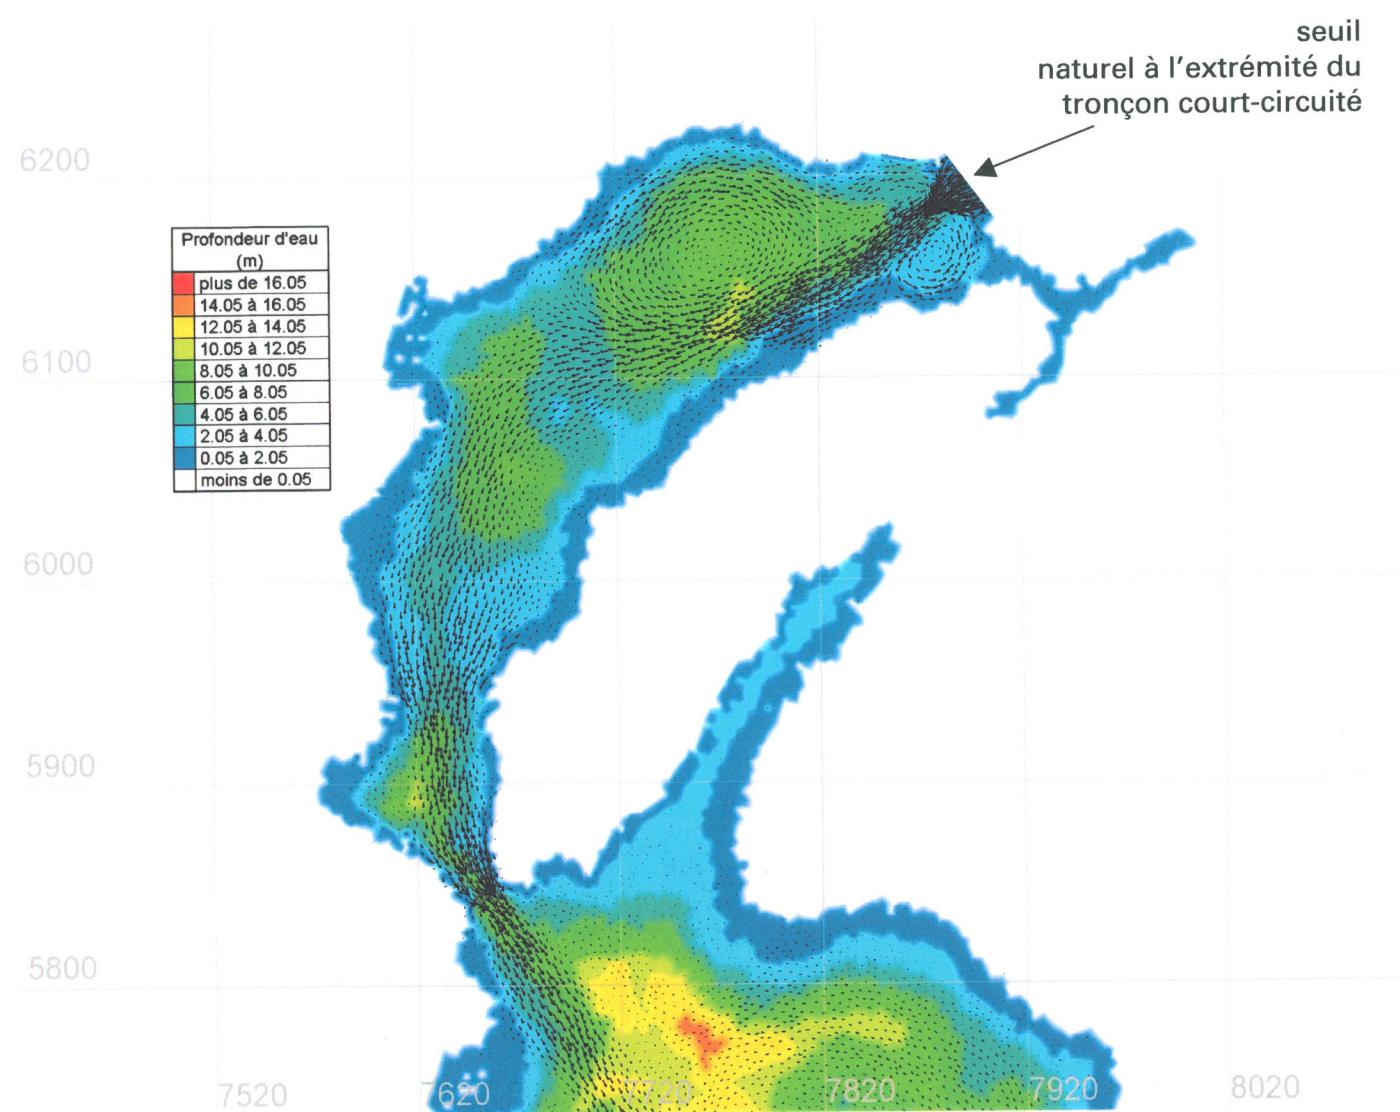 seuil
naturel à l'extrémité du
tronçon court-circuité
6200
Profondeur d'eau
(m)
plus de 16.05
14.05 à 16.05
12.05 à 14.05
10.05 à 12.05
8.05 à 10.05
6.05 à 8.05
4.05 à 6.05
2.05 à 4.05
0.05 à 2.05
moins de 0.05
6100
6000
5900
5800
7520
7620
7720
7820
7920
8020